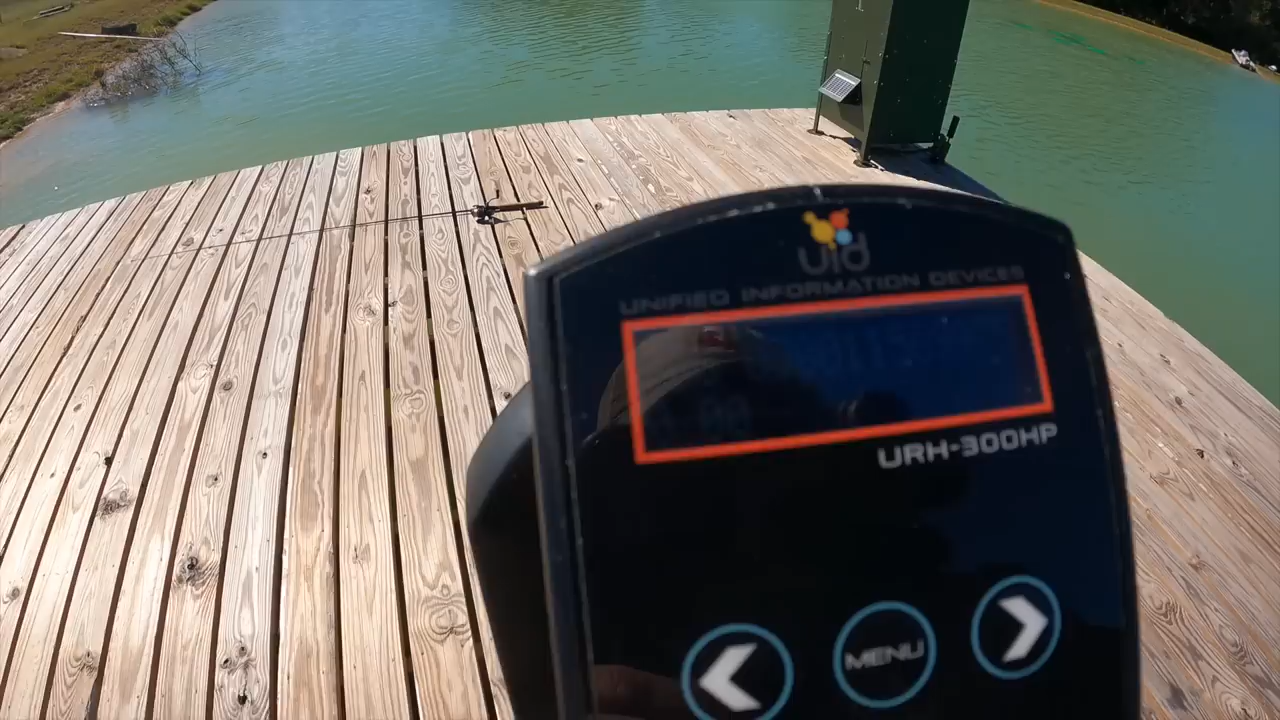 uid
UNIFIED INFORMATION DEVICES
URH-300HP
MENU